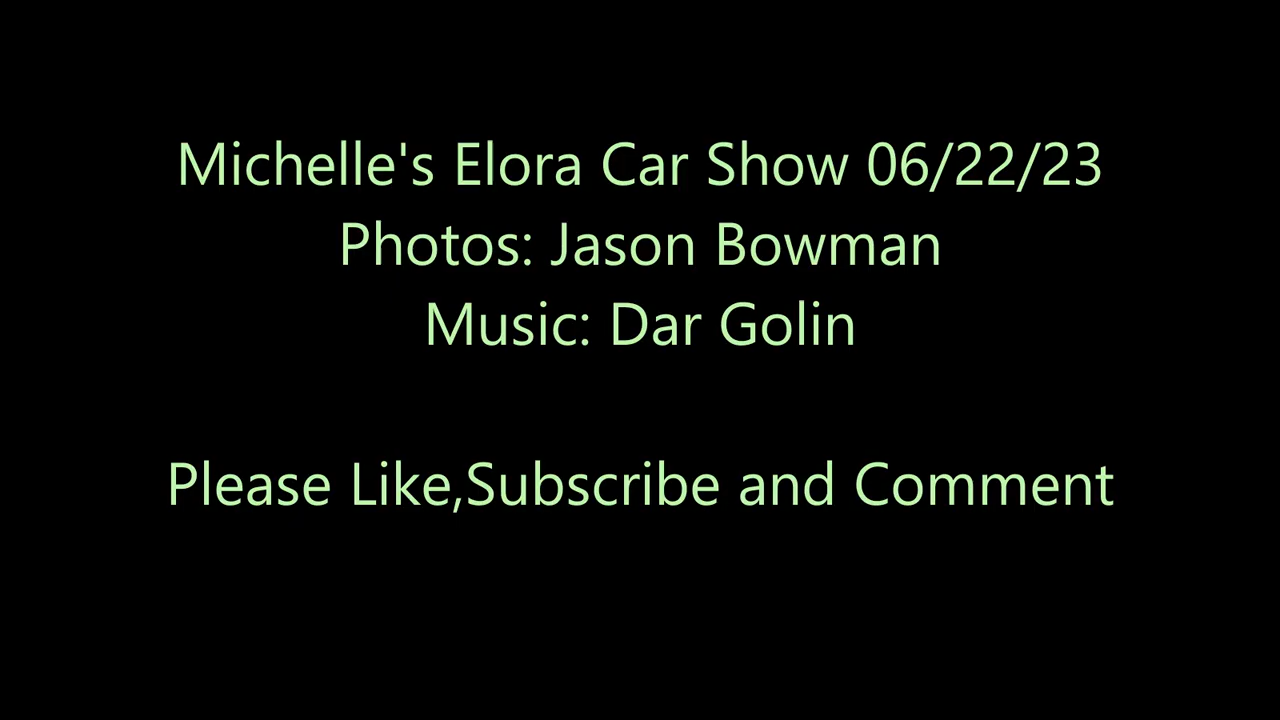 Michelle's Elora Car Show 06/22/23
Photos: Jason Bowman
Music: Dar Golin
Please Like,Subscribe and Comment